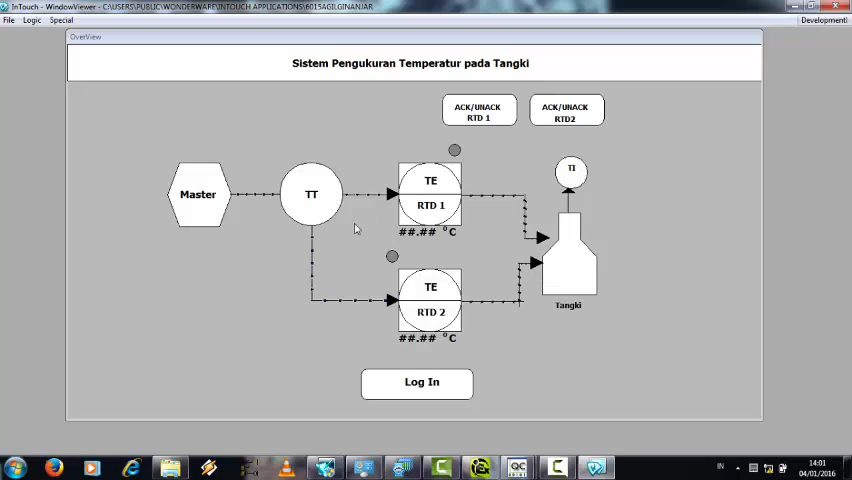 InTouch - WindowViewer - C:\USERS\PUBLIC\WONDERWARE\INTOUCH APPLICATIONS\6015AGILGINANJAR
File Logic Special Development!
OverView
Sistem Pengukuran Temperatur pada Tangki
ACK/UNACK
RTD 1
ACK/UNACK
RTD2
Master
TT
TE
RTD 1
##.## °C
TI
TE
RTD 2
##.## °C
Tangki
Log In
QC
IN
14:01
04/01/2016